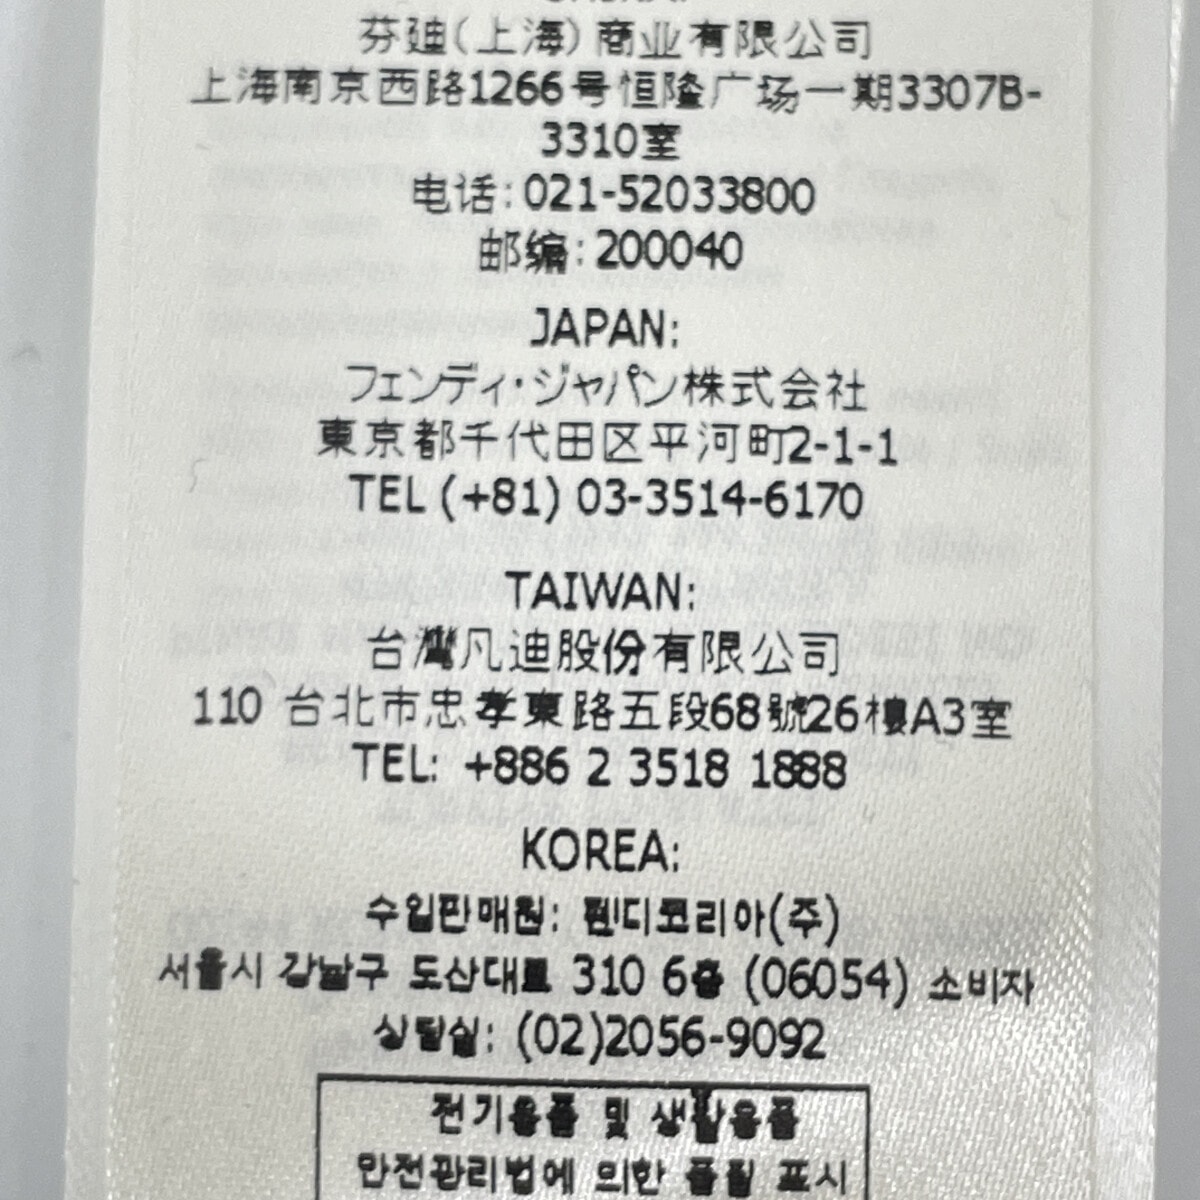 芬迪(上海)商业有限公司
上海南京西路1266号恒隆广场一期3307B-
3310室
电话: 021-52033800
邮编: 200040
JAPAN:
フェンディ・ジャパン株式会社
東京都千代田区平河町2-1-1
TEL (+81) 03-3514-6170
TAIWAN:
台灣凡迪股份有限公司
110 台北市忠孝東路五段68號26樓A3室
TEL: +886 2 3518 1888
KOREA:
수입판매원: 펜디코리아(주)
서울시 강남구 도산대로 310 6층 (06054) 소비자
상담실: (02)2056-9092
전기용품 및 생활용품
안전관리법에 의한 품질 표시